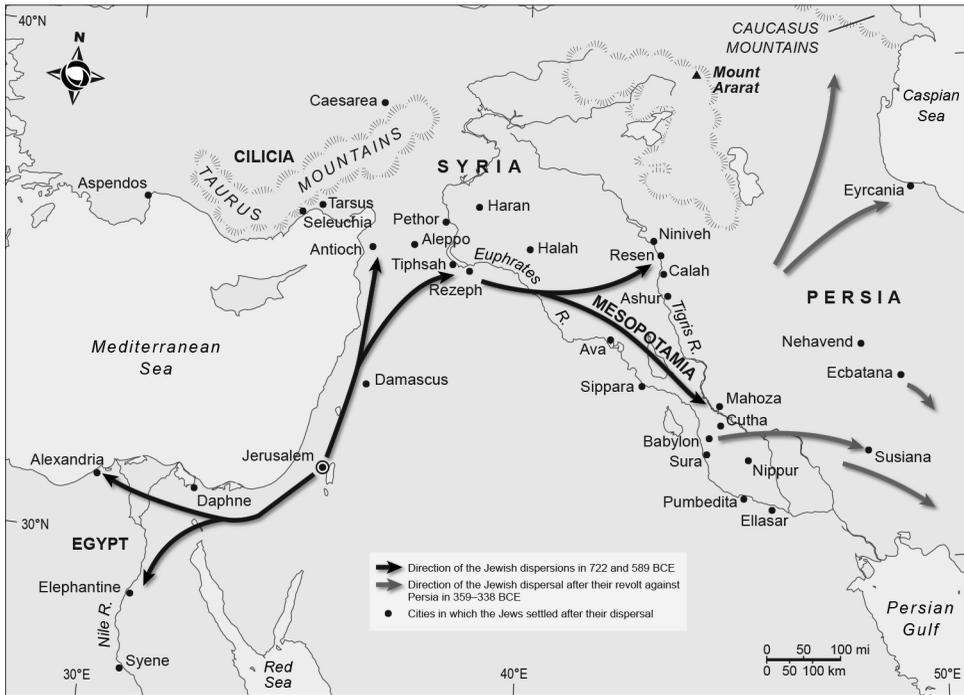 40°N
CAUCASUS
MOUNTAINS
N
Mount
Ararat
Caspian
Sea
Caesarea
CILICIA
TAURUS
MOUNTAINS
SYRIA
Aspendos
Tarsus
Seleuchia
Eyrcania
Pethor
Haran
Antioch
Aleppo
Halah
Niniveh
Tiphsah
Resen
Rezeph
Euphrates
R.
Calah
Ashur
Tigris R.
PERSIA
MESOPOTAMIA
Mediterranean
Sea
Ava
Nehavend
Ecbatana
Damascus
Sippara
Mahoza
Cutha
Babylon
Sura
Susiana
Nippur
Jerusalem
Alexandria
Daphne
Pumbedita
Ellasar
30°N
EGYPT
Direction of the Jewish dispersions in 722 and 589 BCE
Direction of the Jewish dispersal after their revolt against
Persia in 359–338 BCE
Cities in which the Jews settled after their dispersal
Elephantine
Nile R.
Persian
Gulf
Syene
Red
Sea
0 50 100 mi
0 50 100 km
30°E
40°E
50°E